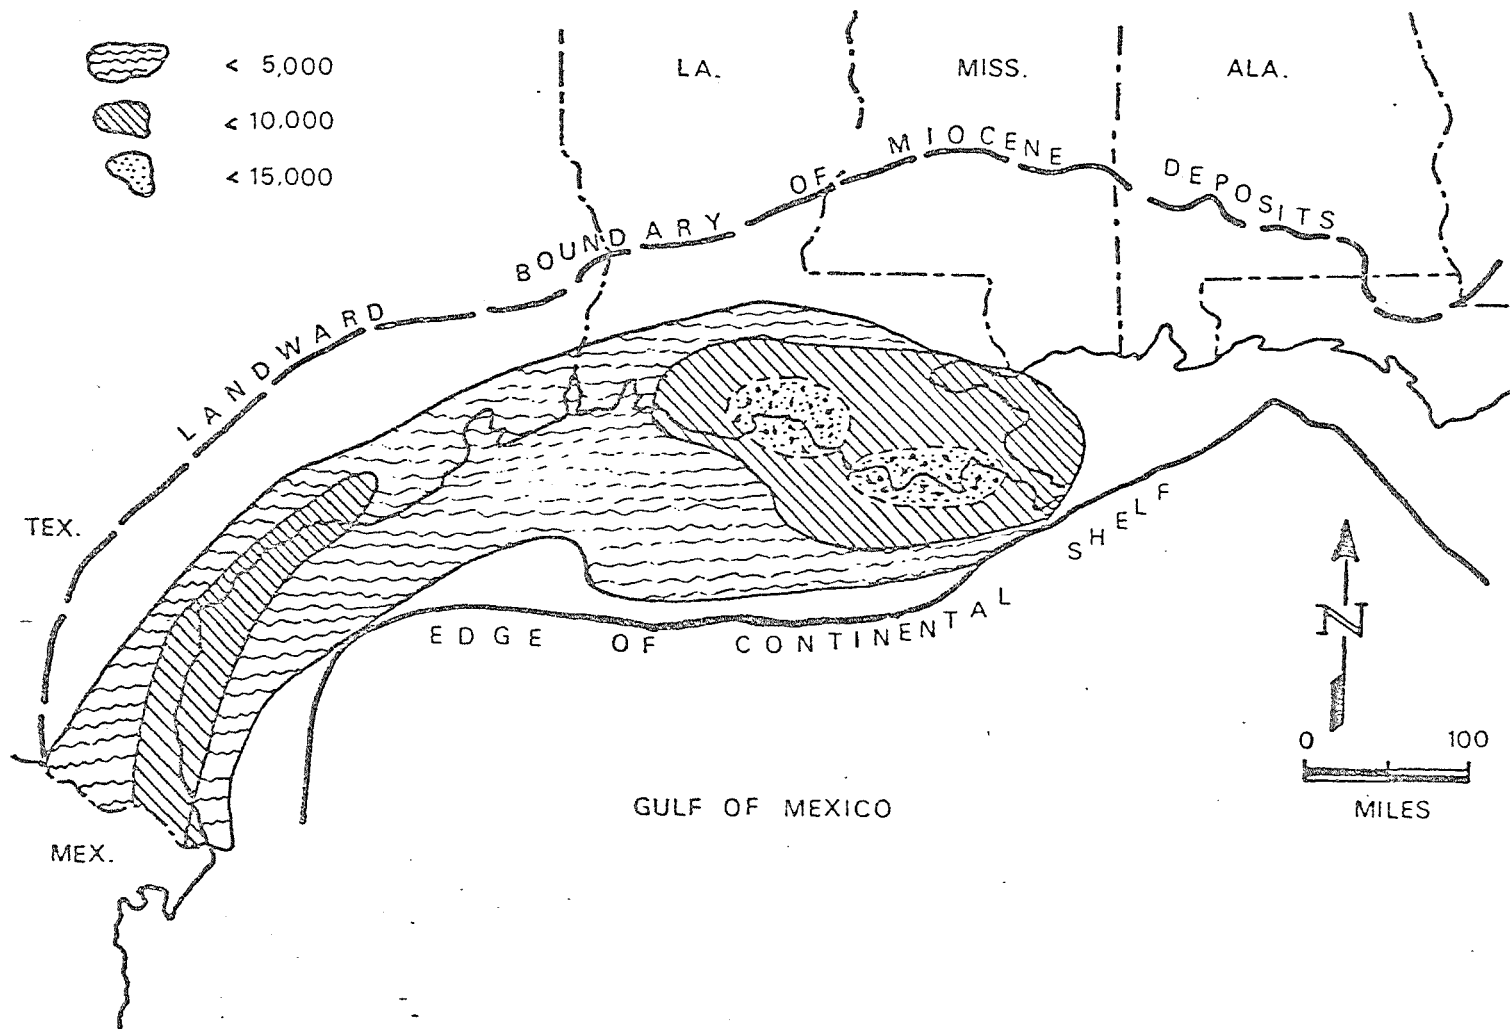 < 5,000
< 10,000
< 15,000
LA.
MISS.
ALA.
LANDWARD BOUNDARY OF MIOCENE DEPOSITS
TEX.
EDGE OF CONTINENTAL SHELF
N
0 100
MILES
GULF OF MEXICO
MEX.